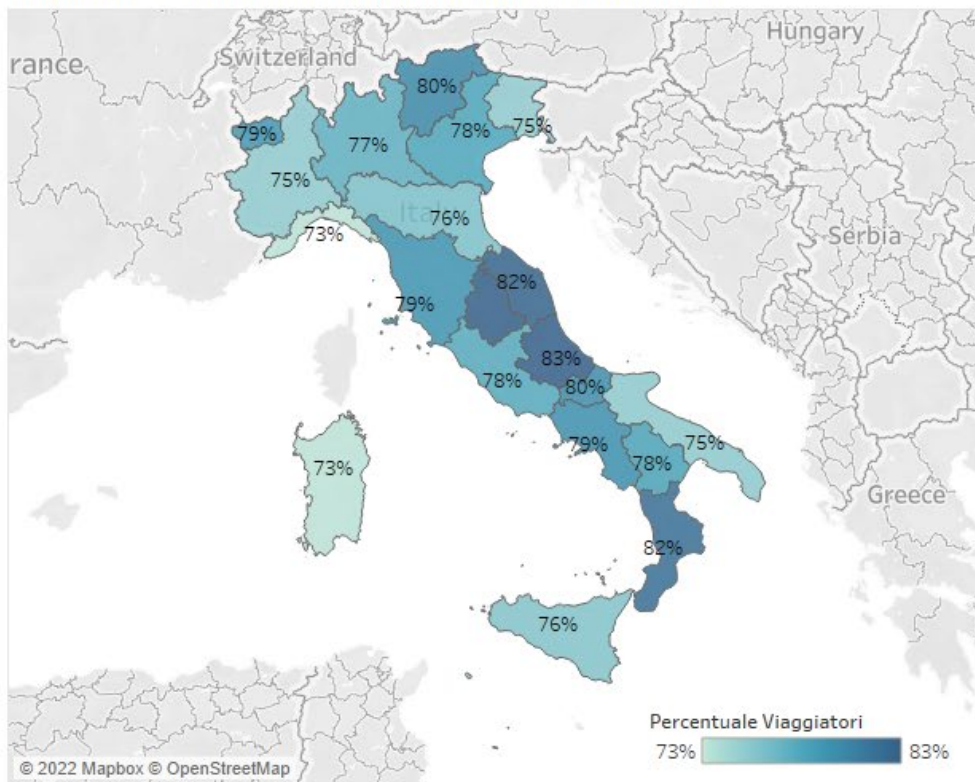 Hungary
rance
Switzerland
80%
79%
78%
75%
77%
75%
Italy
76%
73%
Serbia
82%
79%
83%
78%
80%
75%
79%
78%
73%
Greece
82%
76%
Percentuale Viaggiatori
73%
83%
© 2022 Mapbox © OpenStreetMap